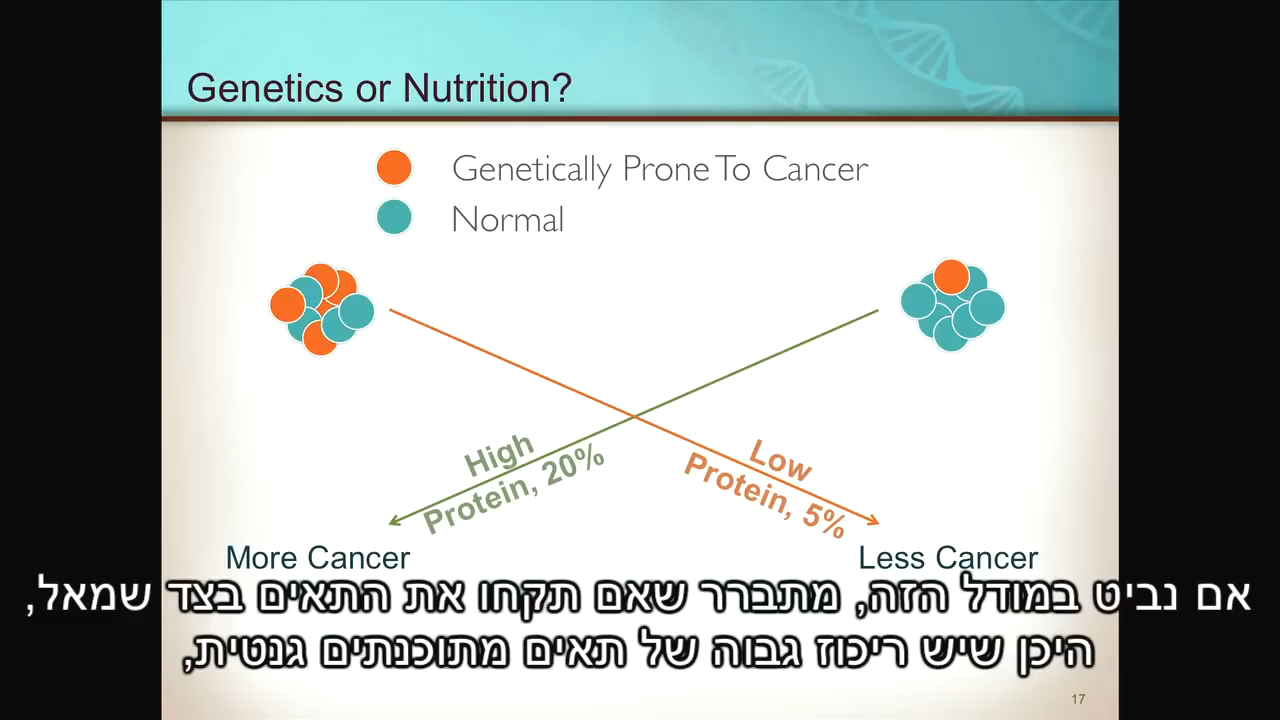 Genetics or Nutrition?
Genetically Prone To Cancer
Normal
High
Protein, 20%
Low
Protein, 5%
More Cancer
Less Cancer
אם נביט במודל הזה, מתברר שאם תקחו את התאים בצד שמאל,
היכן שיש ריכוז גבוה של תאים מתוכנתים גנטית,
17